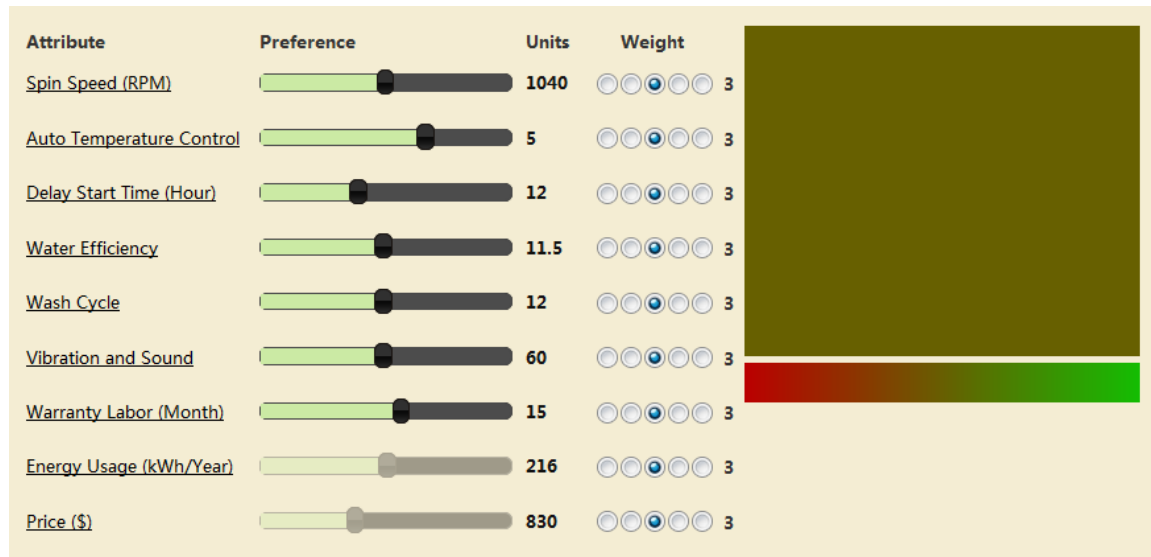 Attribute Preference Units Weight
Spin Speed (RPM) 1040 3
Auto Temperature Control 5 3
Delay Start Time (Hour) 12 3
Water Efficiency 11.5 3
Wash Cycle 12 3
Vibration and Sound 60 3
Warranty Labor (Month) 15 3
Energy Usage (kWh/Year) 216 3
Price ($) 830 3